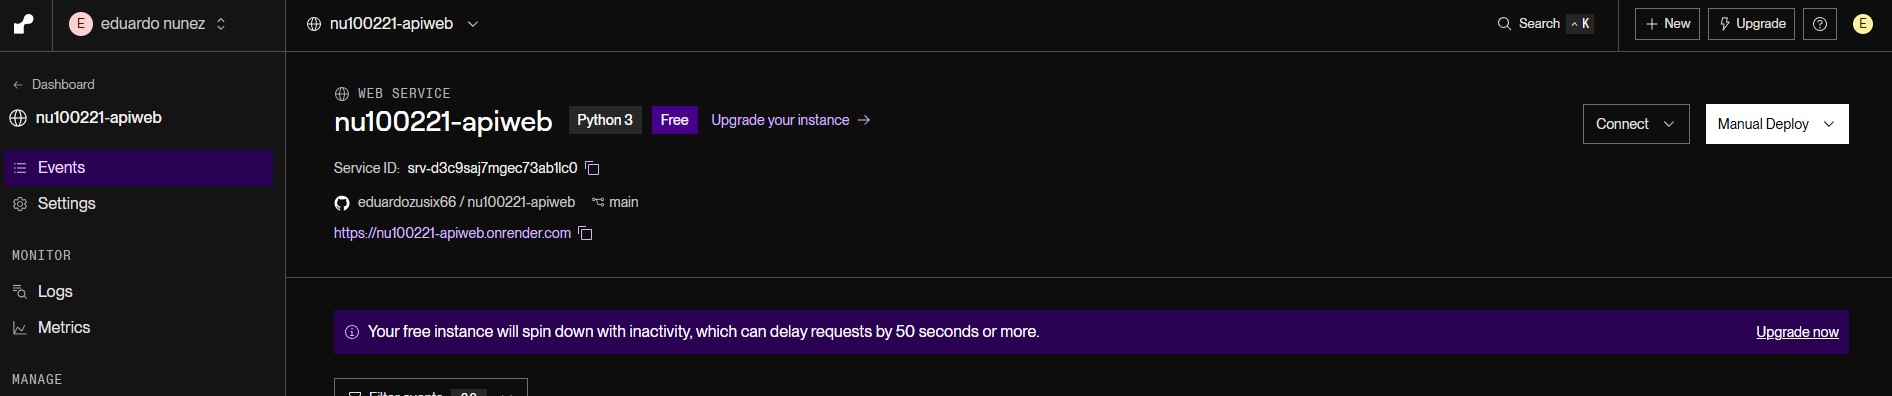 E eduardo nunez
nu100221-apiweb
Search ^ K
+ New
Upgrade
E
← Dashboard
nu100221-apiweb
Events
Settings
MONITOR
Logs
Metrics
MANAGE
WEB SERVICE
nu100221-apiweb Python 3 Free Upgrade your instance →
Connect
Manual Deploy
Service ID: srv-d3c9saj7mgec73ab1lc0
eduardozusix66 / nu100221-apiweb main
https://nu100221-apiweb.onrender.com
Your free instance will spin down with inactivity, which can delay requests by 50 seconds or more.
Upgrade now
Filter events